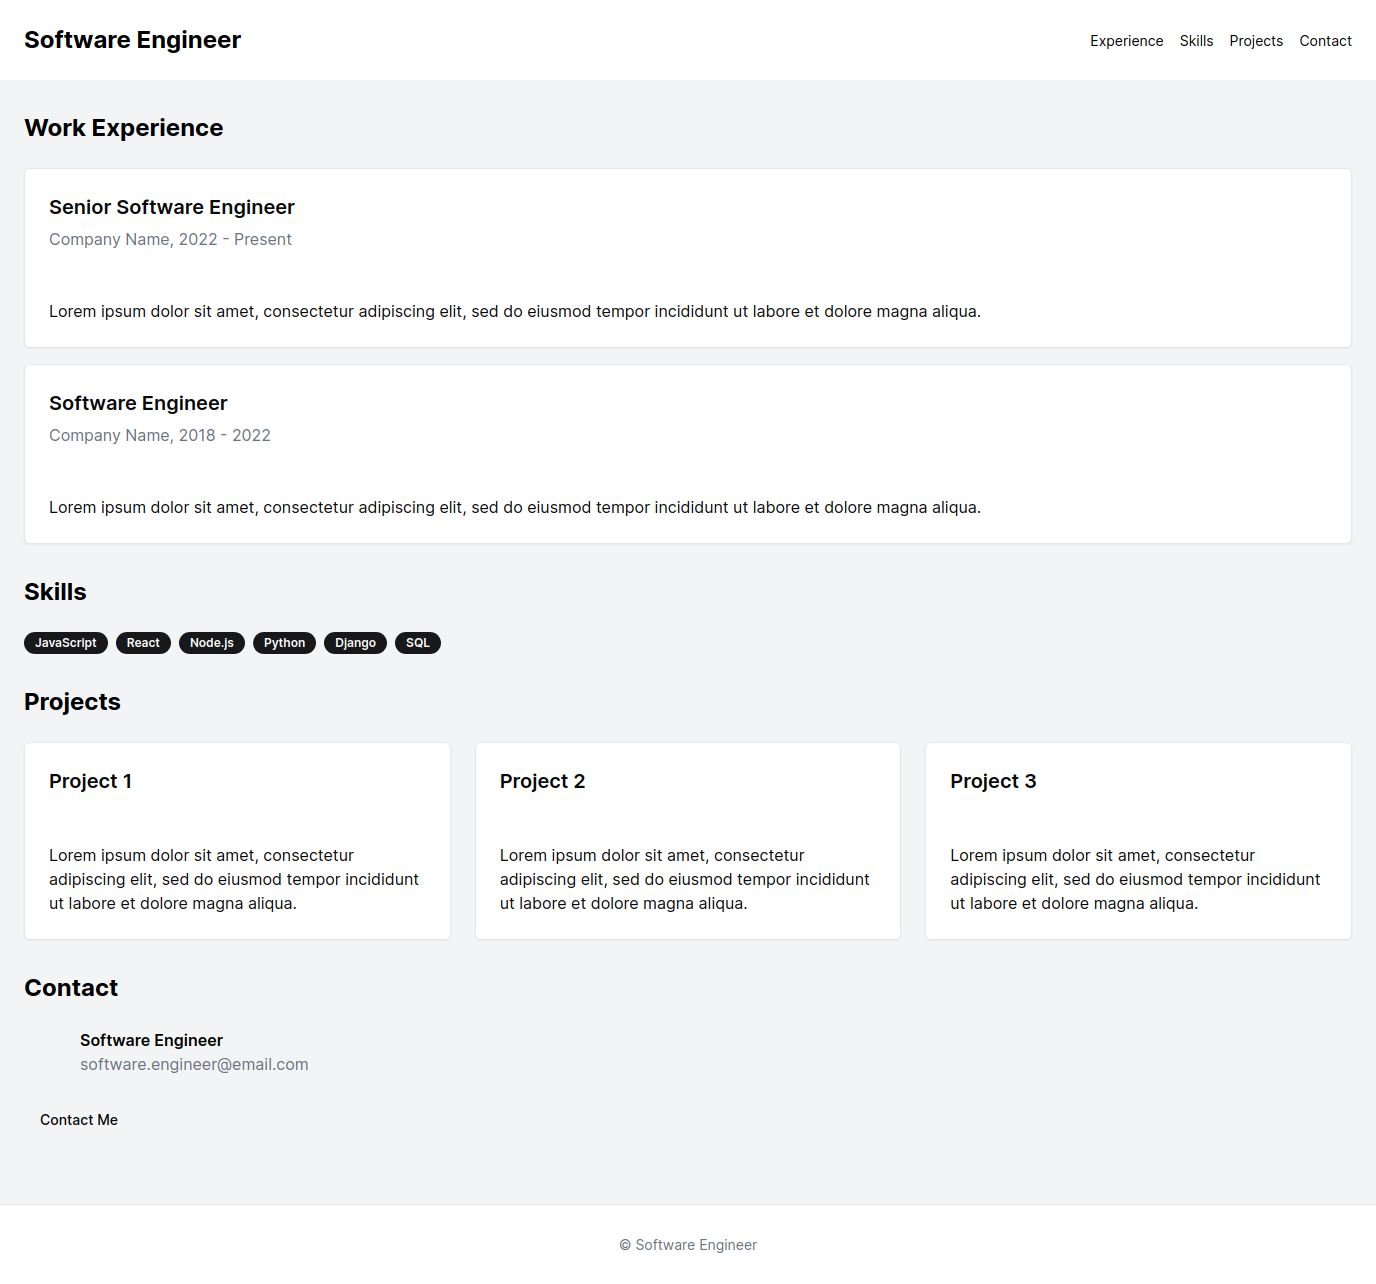 Software Engineer
Experience Skills Projects Contact
Work Experience
Senior Software Engineer
Company Name, 2022 - Present
Lorem ipsum dolor sit amet, consectetur adipiscing elit, sed do eiusmod tempor incididunt ut labore et dolore magna aliqua.
Software Engineer
Company Name, 2018 - 2022
Lorem ipsum dolor sit amet, consectetur adipiscing elit, sed do eiusmod tempor incididunt ut labore et dolore magna aliqua.
Skills
JavaScript React Node.js Python Django SQL
Projects
Project 1
Lorem ipsum dolor sit amet, consectetur
adipiscing elit, sed do eiusmod tempor incididunt
ut labore et dolore magna aliqua.
Project 2
Lorem ipsum dolor sit amet, consectetur
adipiscing elit, sed do eiusmod tempor incididunt
ut labore et dolore magna aliqua.
Project 3
Lorem ipsum dolor sit amet, consectetur
adipiscing elit, sed do eiusmod tempor incididunt
ut labore et dolore magna aliqua.
Contact
Software Engineer
software.engineer@email.com
Contact Me
© Software Engineer